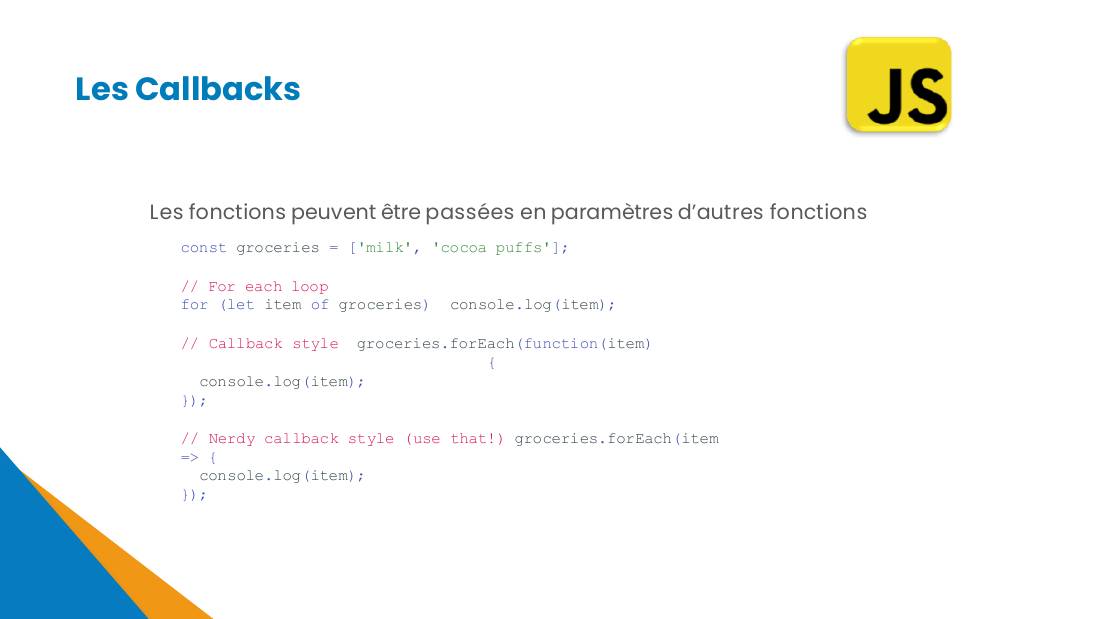 Les Callbacks
JS
Les fonctions peuvent être passées en paramètres d’autres fonctions
const groceries = ['milk', 'cocoa puffs'];
// For each loop
for (let item of groceries)  console.log(item);
// Callback style  groceries.forEach(function(item)
{
  console.log(item);
});
// Nerdy callback style (use that!) groceries.forEach(item
=> {
  console.log(item);
});